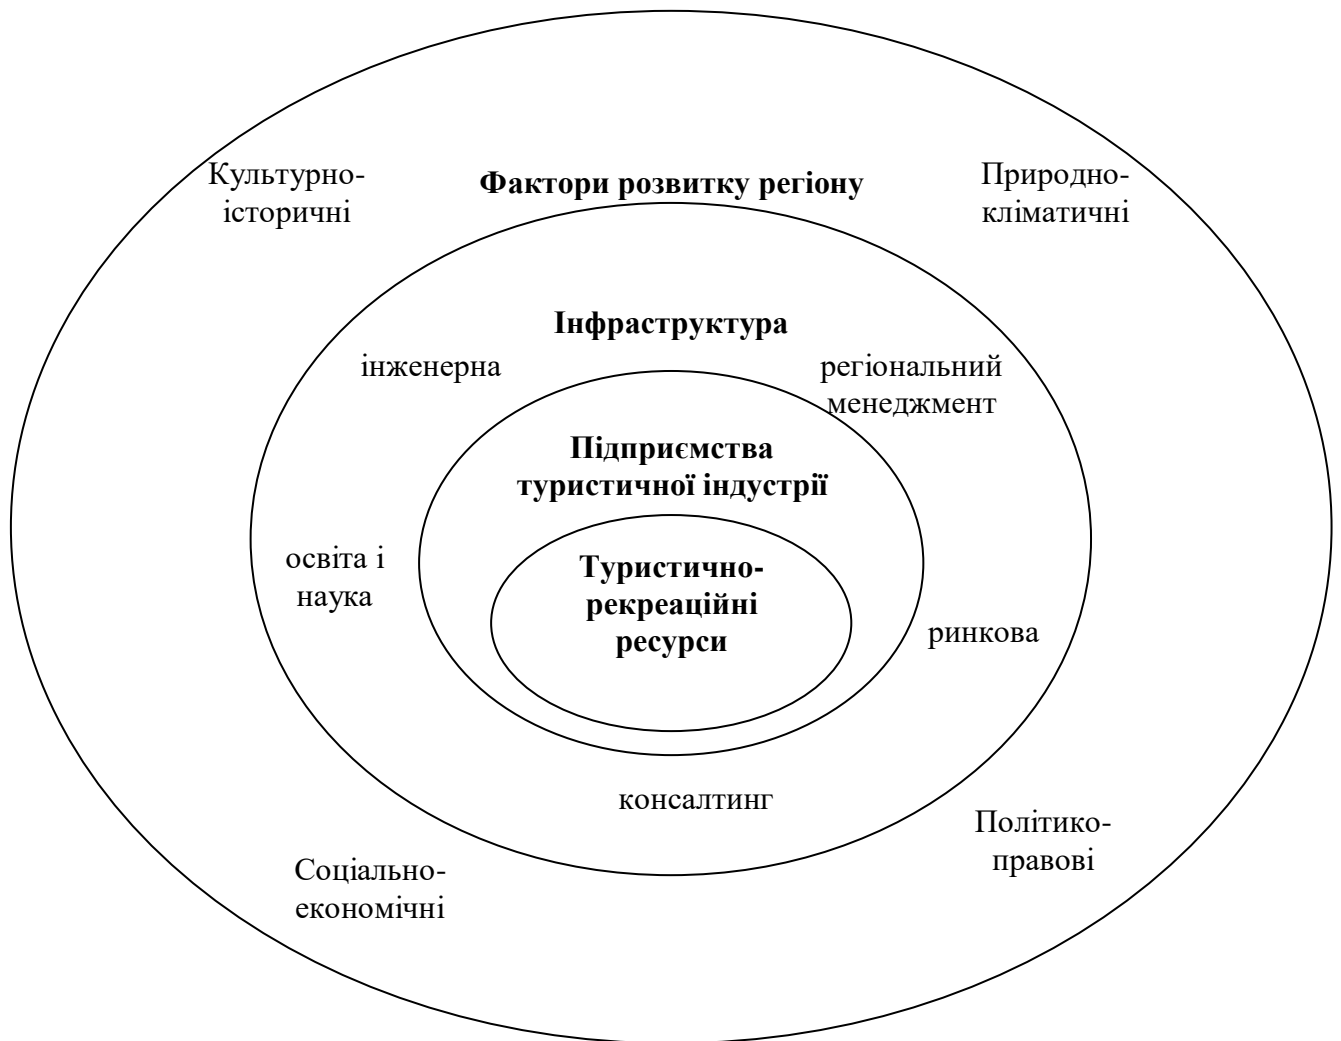 Культурно-
історичні
Фактори розвитку регіону
Природно-
кліматичні
Інфраструктура
інженерна
регіональний
менеджмент
Підприємства
туристичної індустрії
освіта і
наука
Туристично-
рекреаційні
ресурси
ринкова
консалтинг
Політико-
правові
Соціально-
економічні